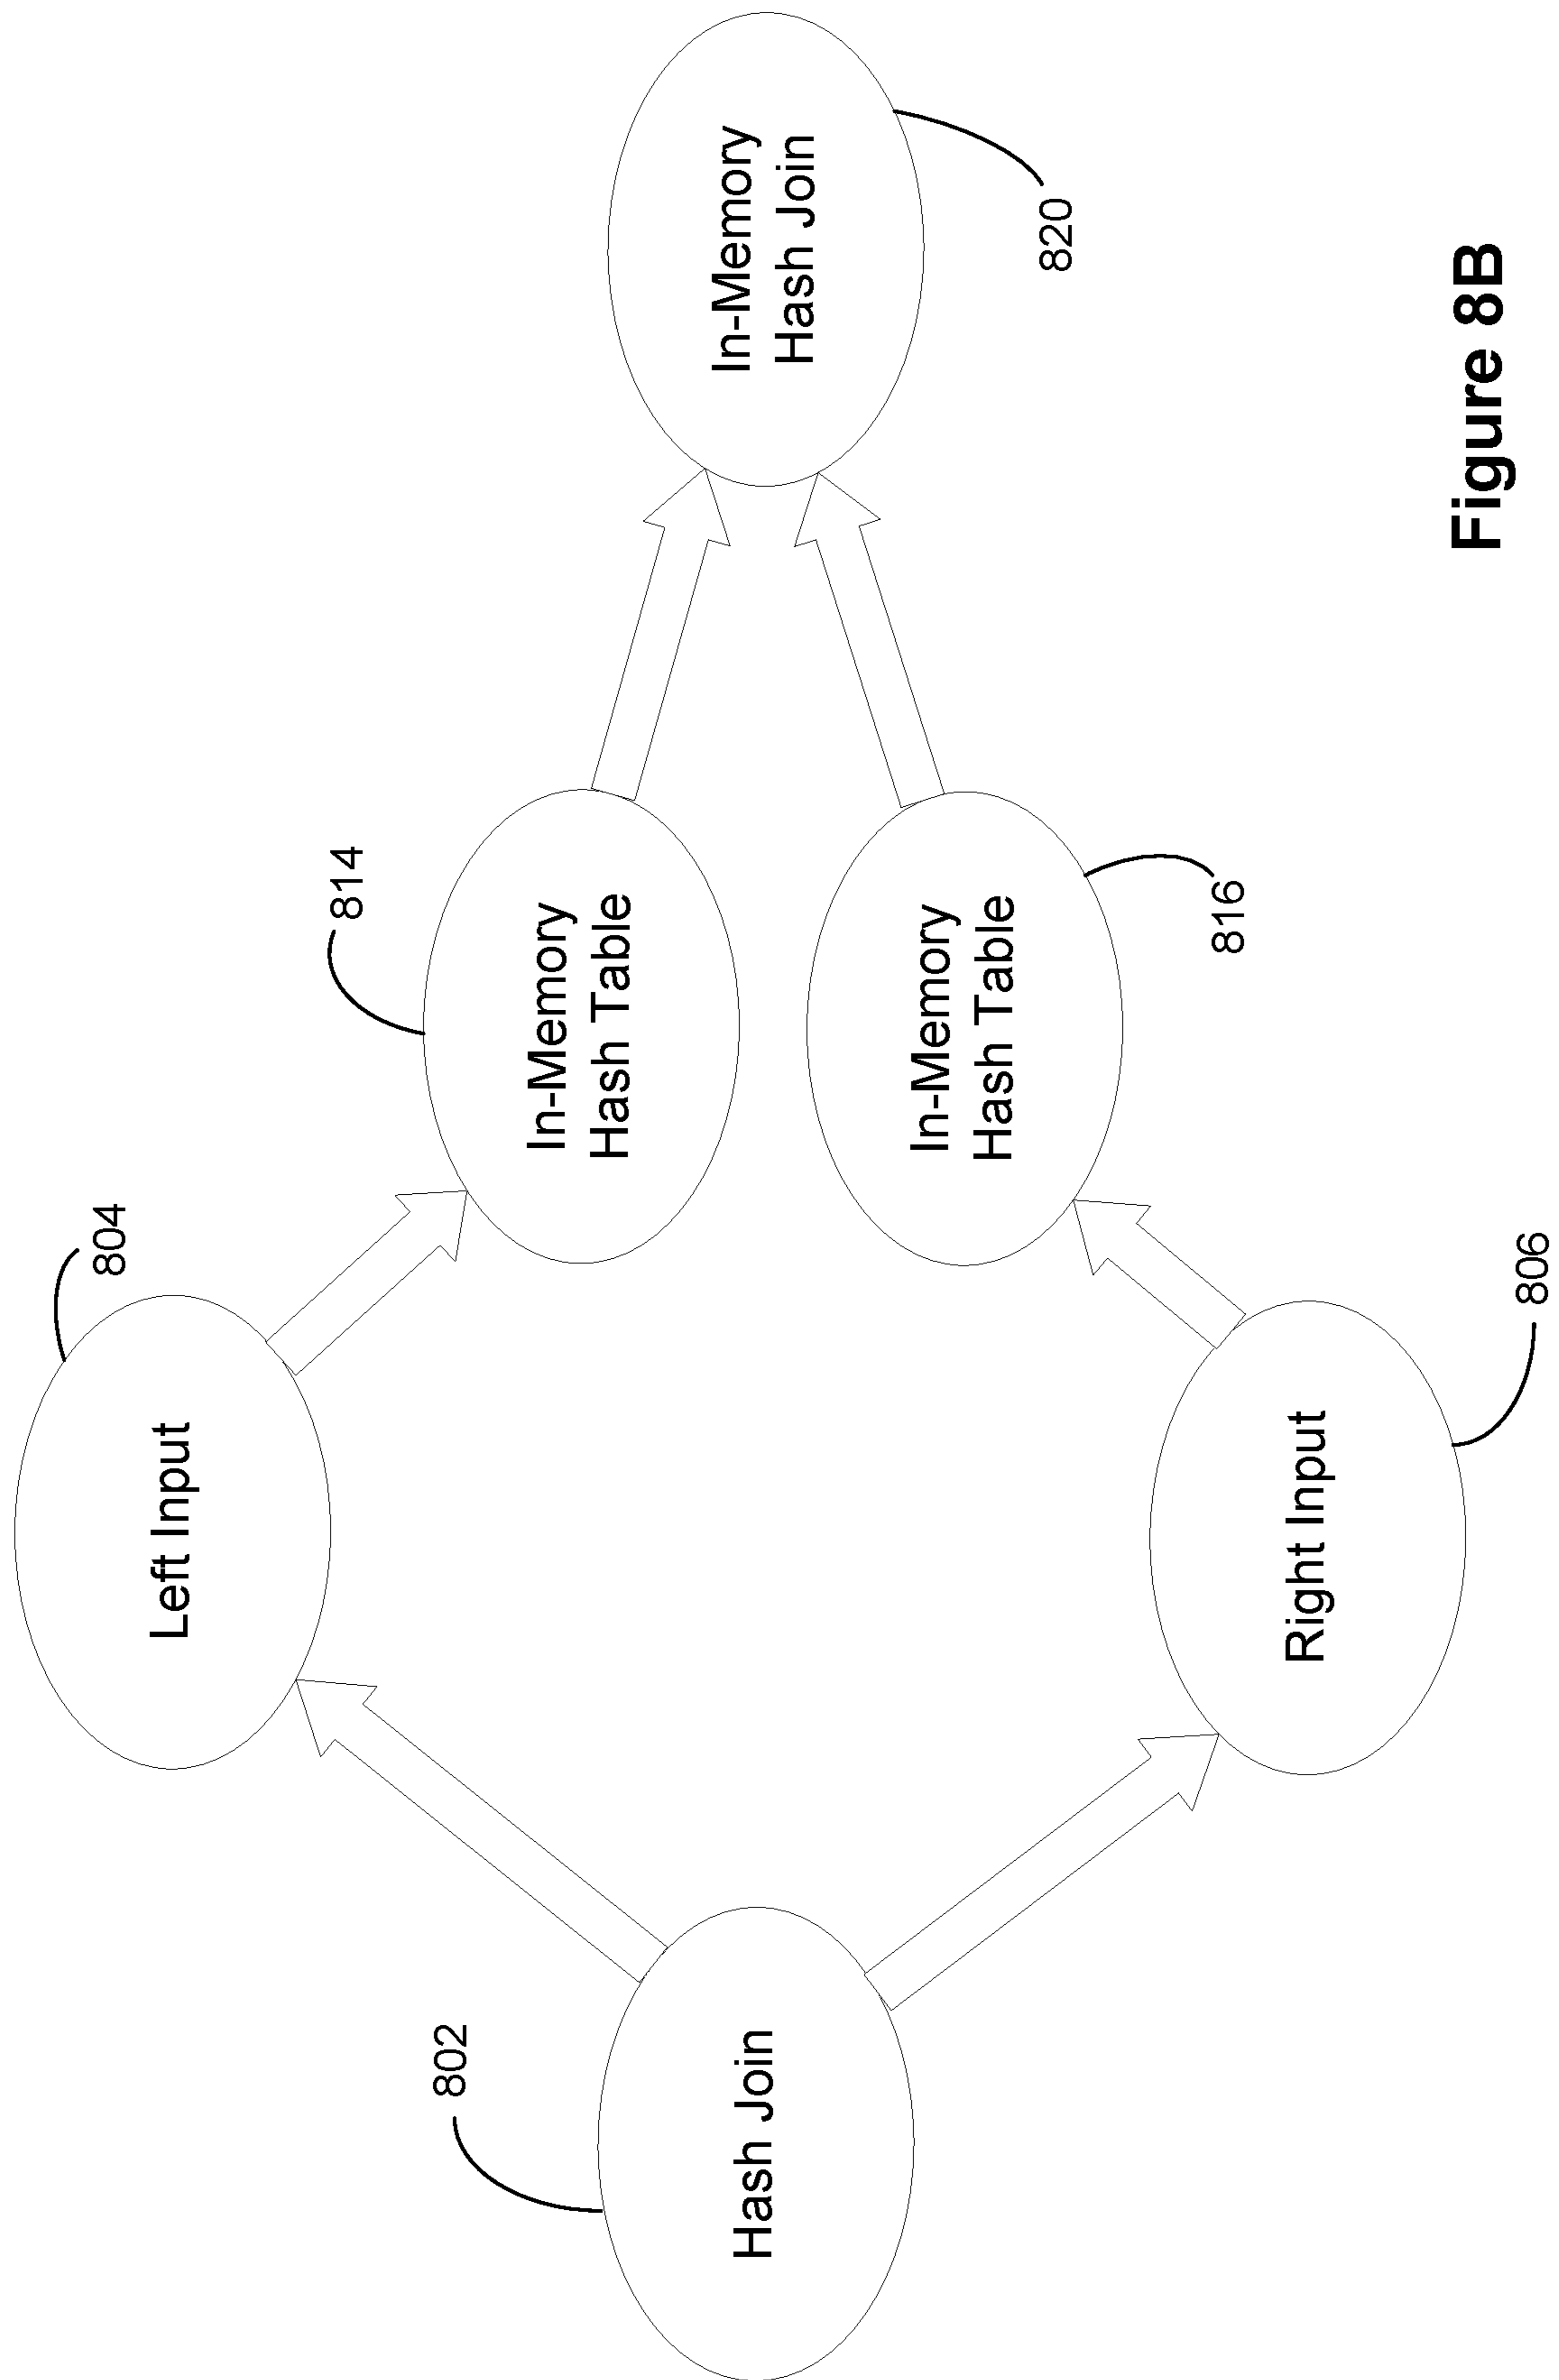 804
Left Input
814
In-Memory
Hash Table
802
Hash Join
In-Memory
Hash Join
820
In-Memory
Hash Table
816
Right Input
806
Figure 8B